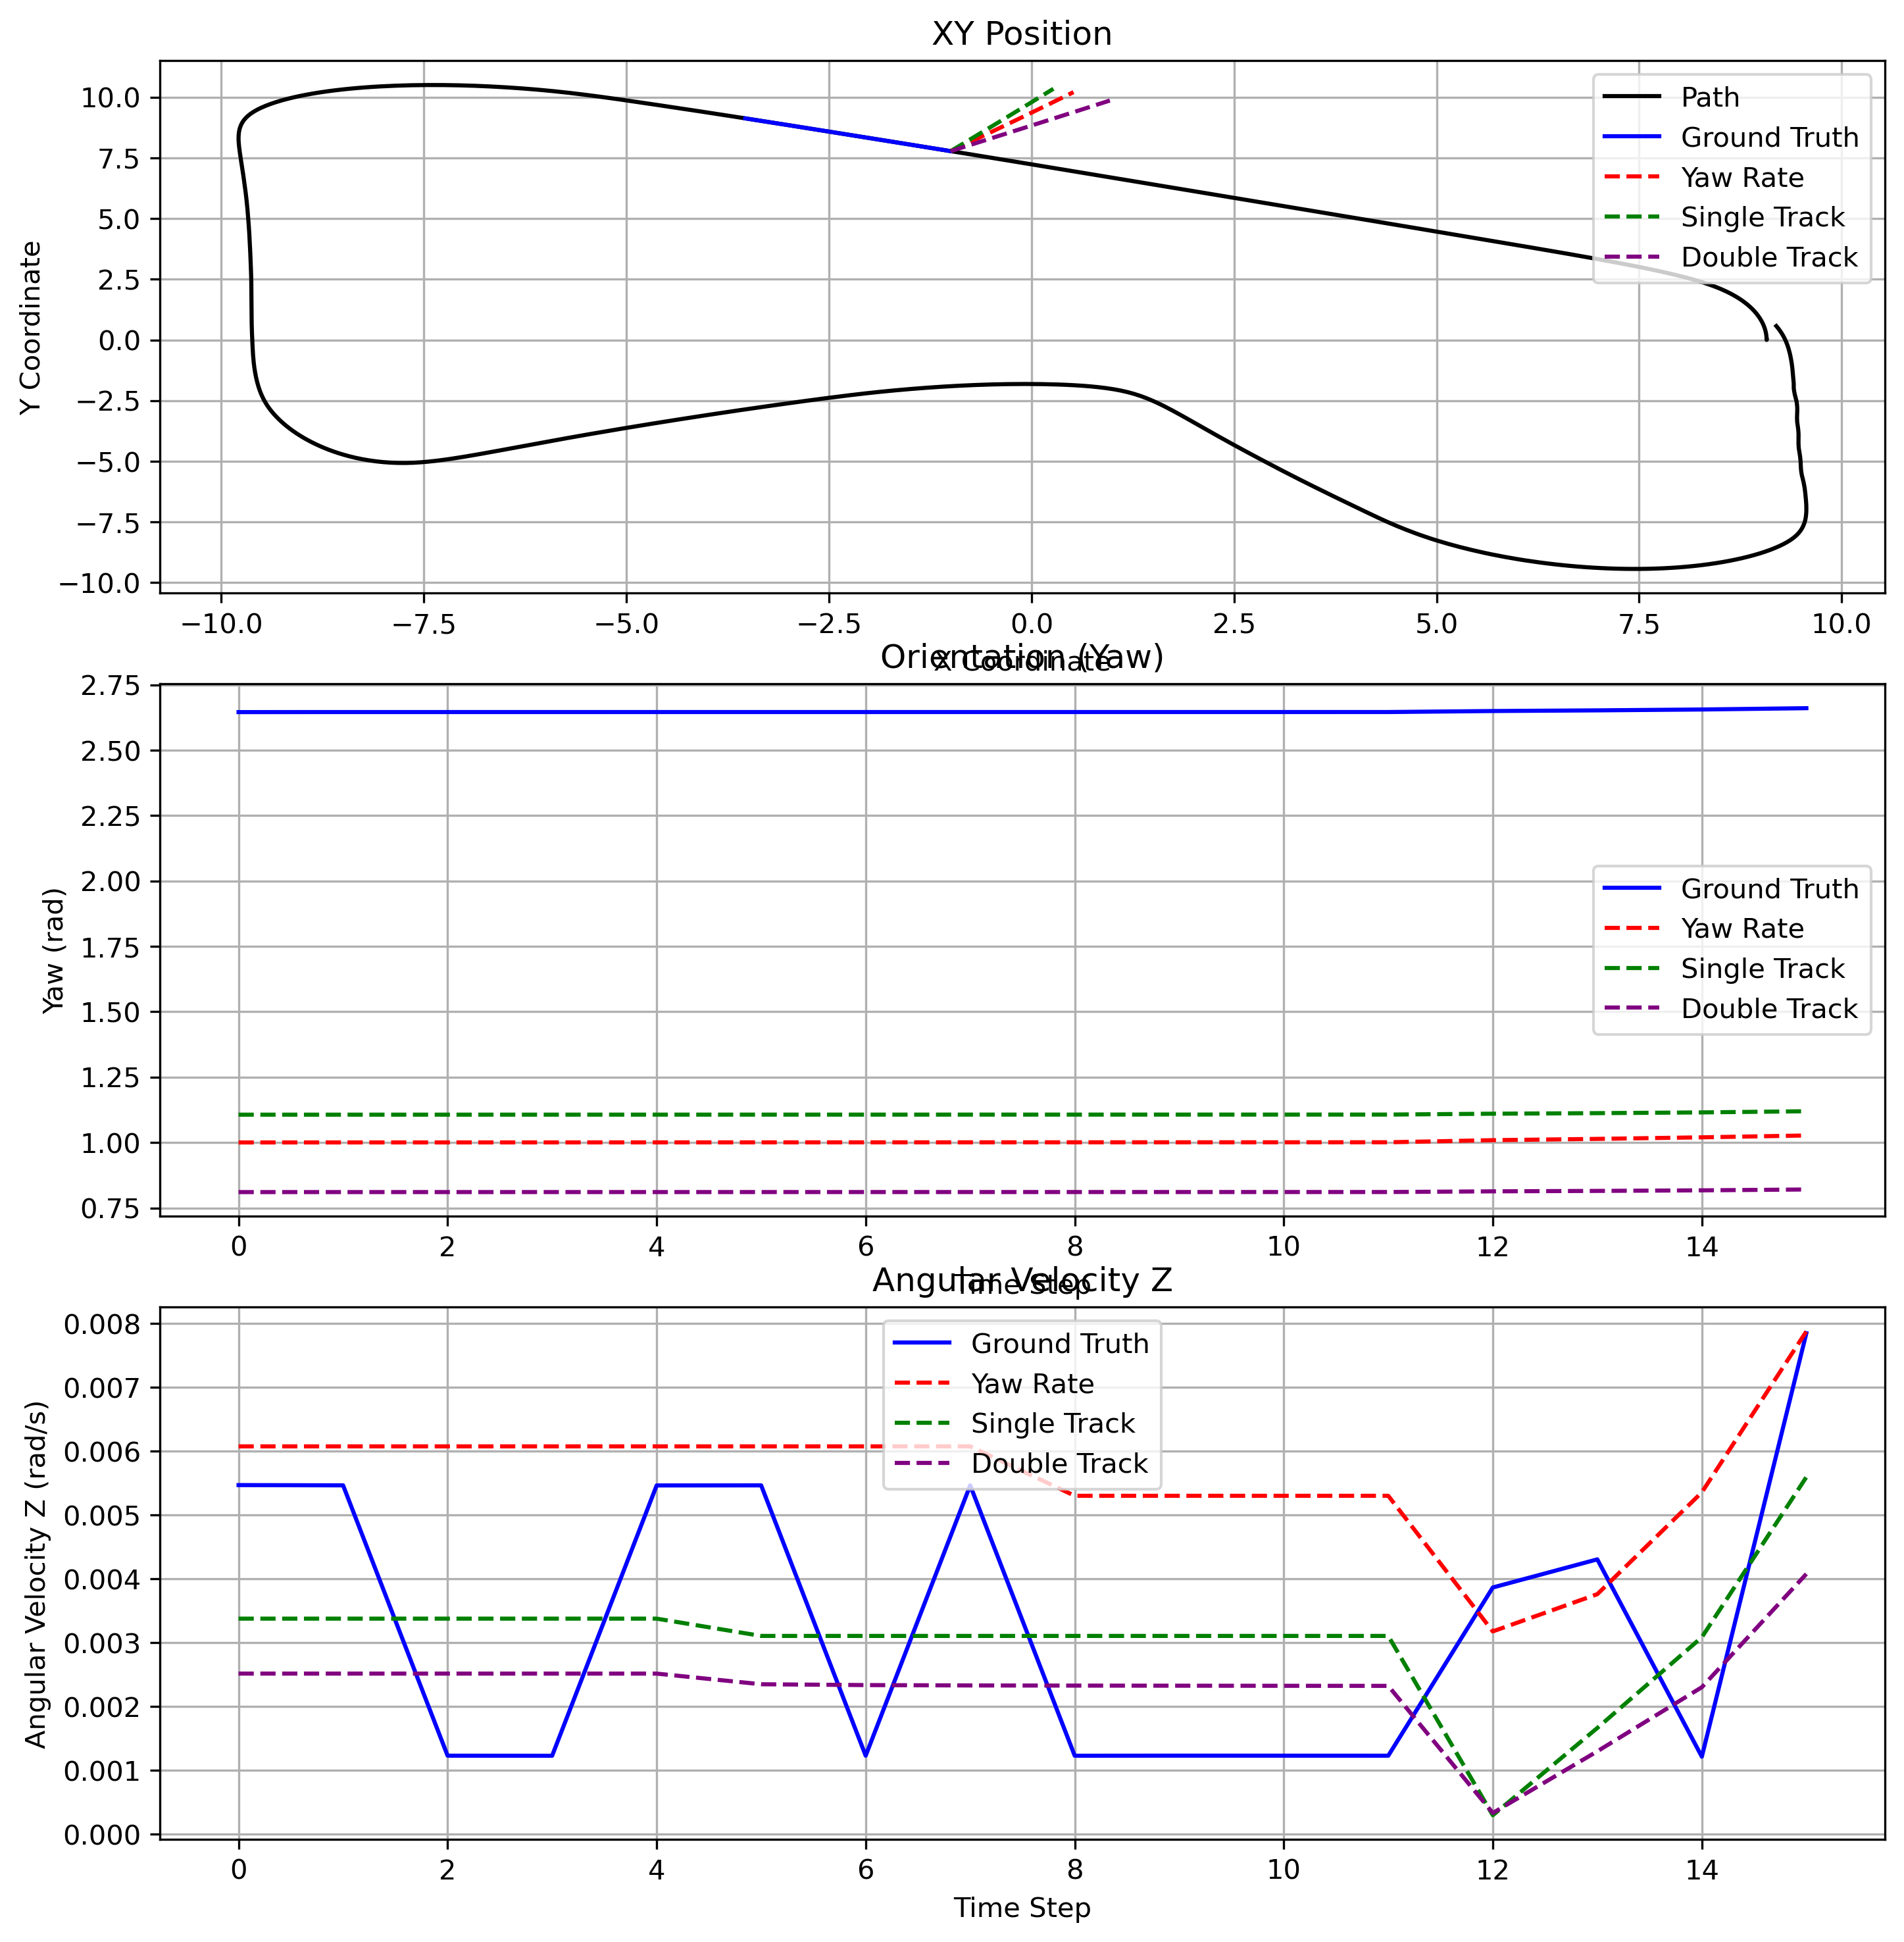 XY Position
Y Coordinate
10.0
7.5
5.0
2.5
0.0
−2.5
−5.0
−7.5
−10.0
Path
Ground Truth
Yaw Rate
Single Track
Double Track
−10.0 −7.5 −5.0 −2.5 0.0 2.5 5.0 7.5 10.0
X Coordinate
Orientation (Yaw)
Yaw (rad)
2.75
2.50
2.25
2.00
1.75
1.50
1.25
1.00
0.75
Ground Truth
Yaw Rate
Single Track
Double Track
0 2 4 6 8 10 12 14
Time Step
Angular Velocity Z
Angular Velocity Z (rad/s)
0.008
0.007
0.006
0.005
0.004
0.003
0.002
0.001
0.000
Ground Truth
Yaw Rate
Single Track
Double Track
0 2 4 6 8 10 12 14
Time Step